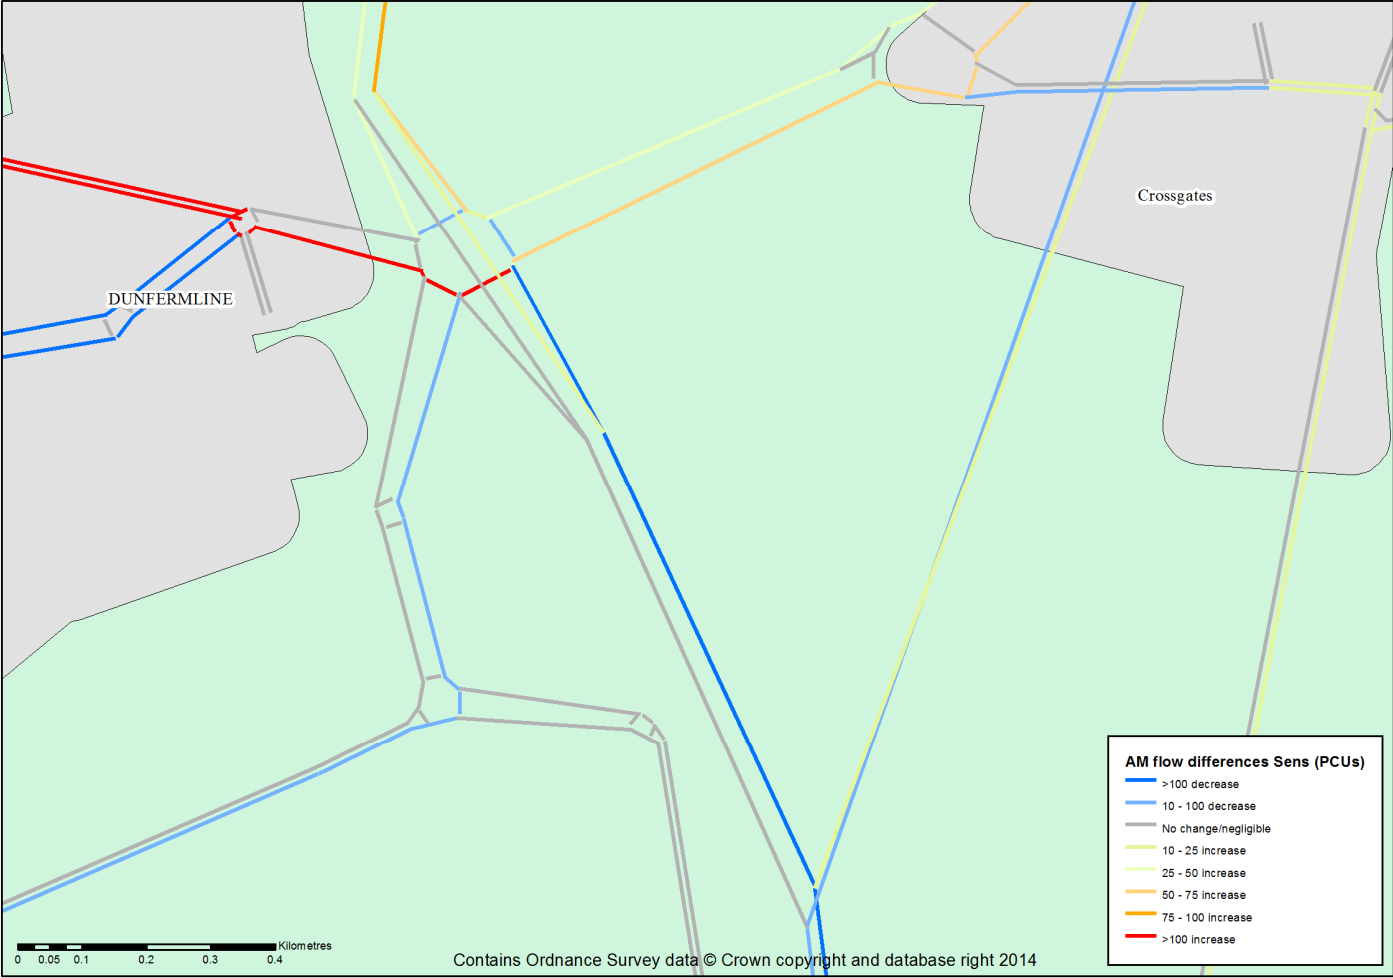 Crossgates
DUNFERMLINE
AM flow differences Sens (PCUs)
>100 decrease
10 - 100 decrease
No change/negligible
10 - 25 increase
25 - 50 increase
50 - 75 increase
75 - 100 increase
>100 increase
Kilometres
0 0.05 0.1 0.2 0.3 0.4
Contains Ordnance Survey data © Crown copyright and database right 2014